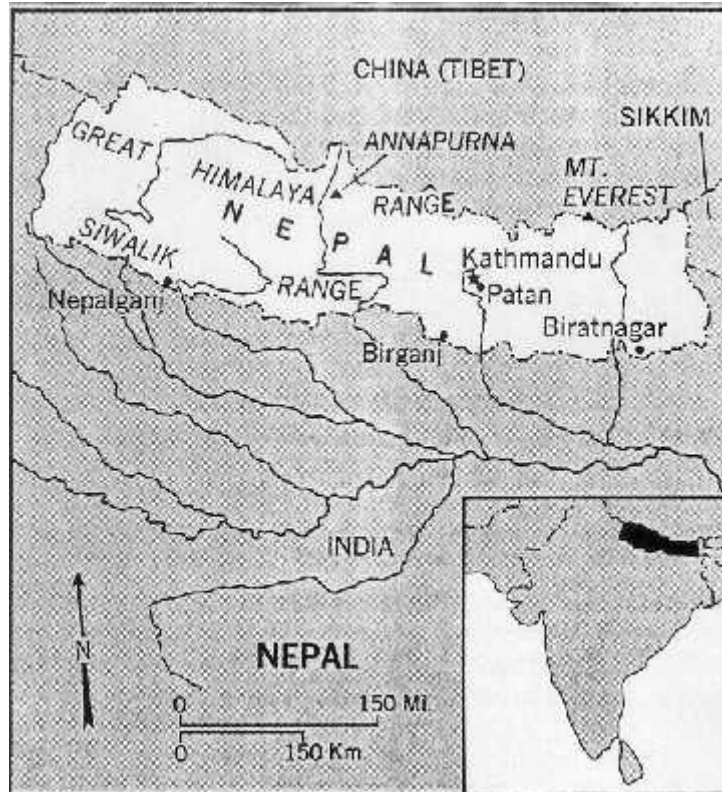 CHINA (TIBET)
SIKKIM
GREAT
ANNAPURNA
HIMALAYA
MT.
EVEREST
RANGE
NEPAL
SIWALIK
Kathmandu
RANGE
Patan
Nepalganj
Biratnagar
Birganj
INDIA
N
NEPAL
0 150 Mi.
0 150 Km.